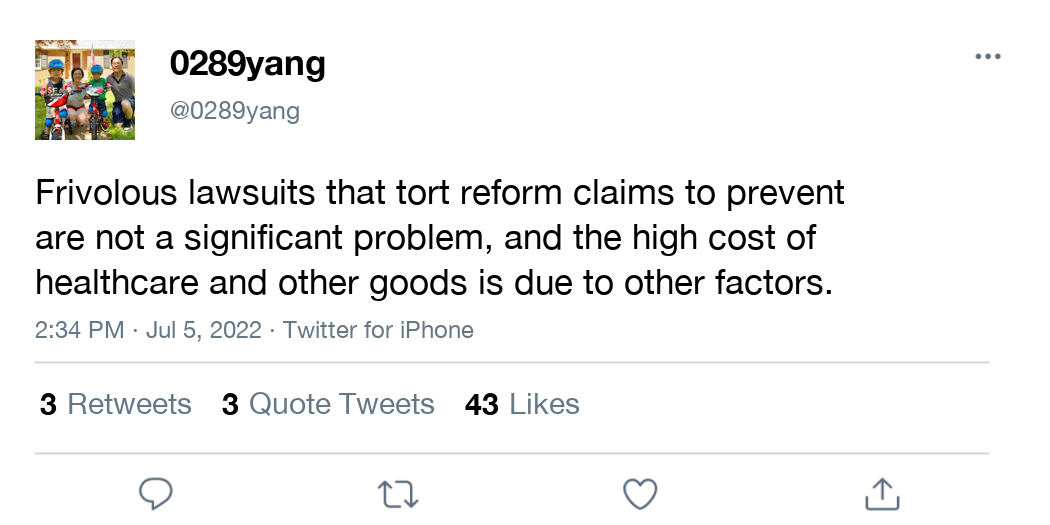 0289yang
@0289yang
Frivolous lawsuits that tort reform claims to prevent
are not a significant problem, and the high cost of
healthcare and other goods is due to other factors.
2:34 PM · Jul 5, 2022 · Twitter for iPhone
3 Retweets 3 Quote Tweets 43 Likes